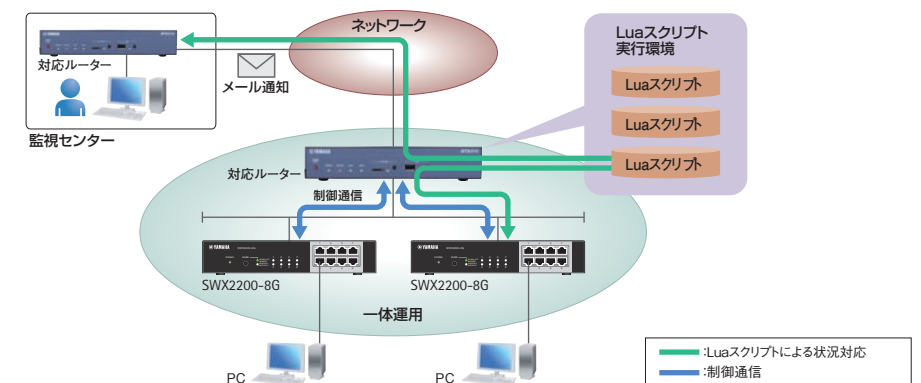 ネットワーク
Luaスクリプト
実行環境
Luaスクリプト
Luaスクリプト
Luaスクリプト
対応ルーター
メール通知
監視センター
YAMAHA
対応ルーター
制御通信
YAMAHA
YAMAHA
SWX2200-8G
SWX2200-8G
一体運用
PC
PC
:Luaスクリプトによる状況対応
:制御通信